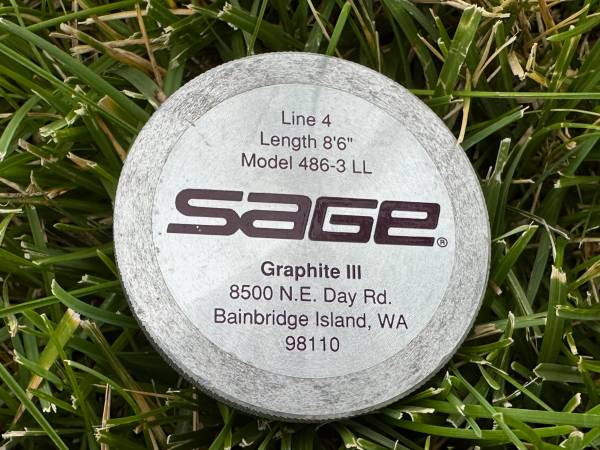 Line 4
Length 8'6"
Model 486-3 LL
SAGE®
Graphite III
8500 N.E. Day Rd.
Bainbridge Island, WA
98110